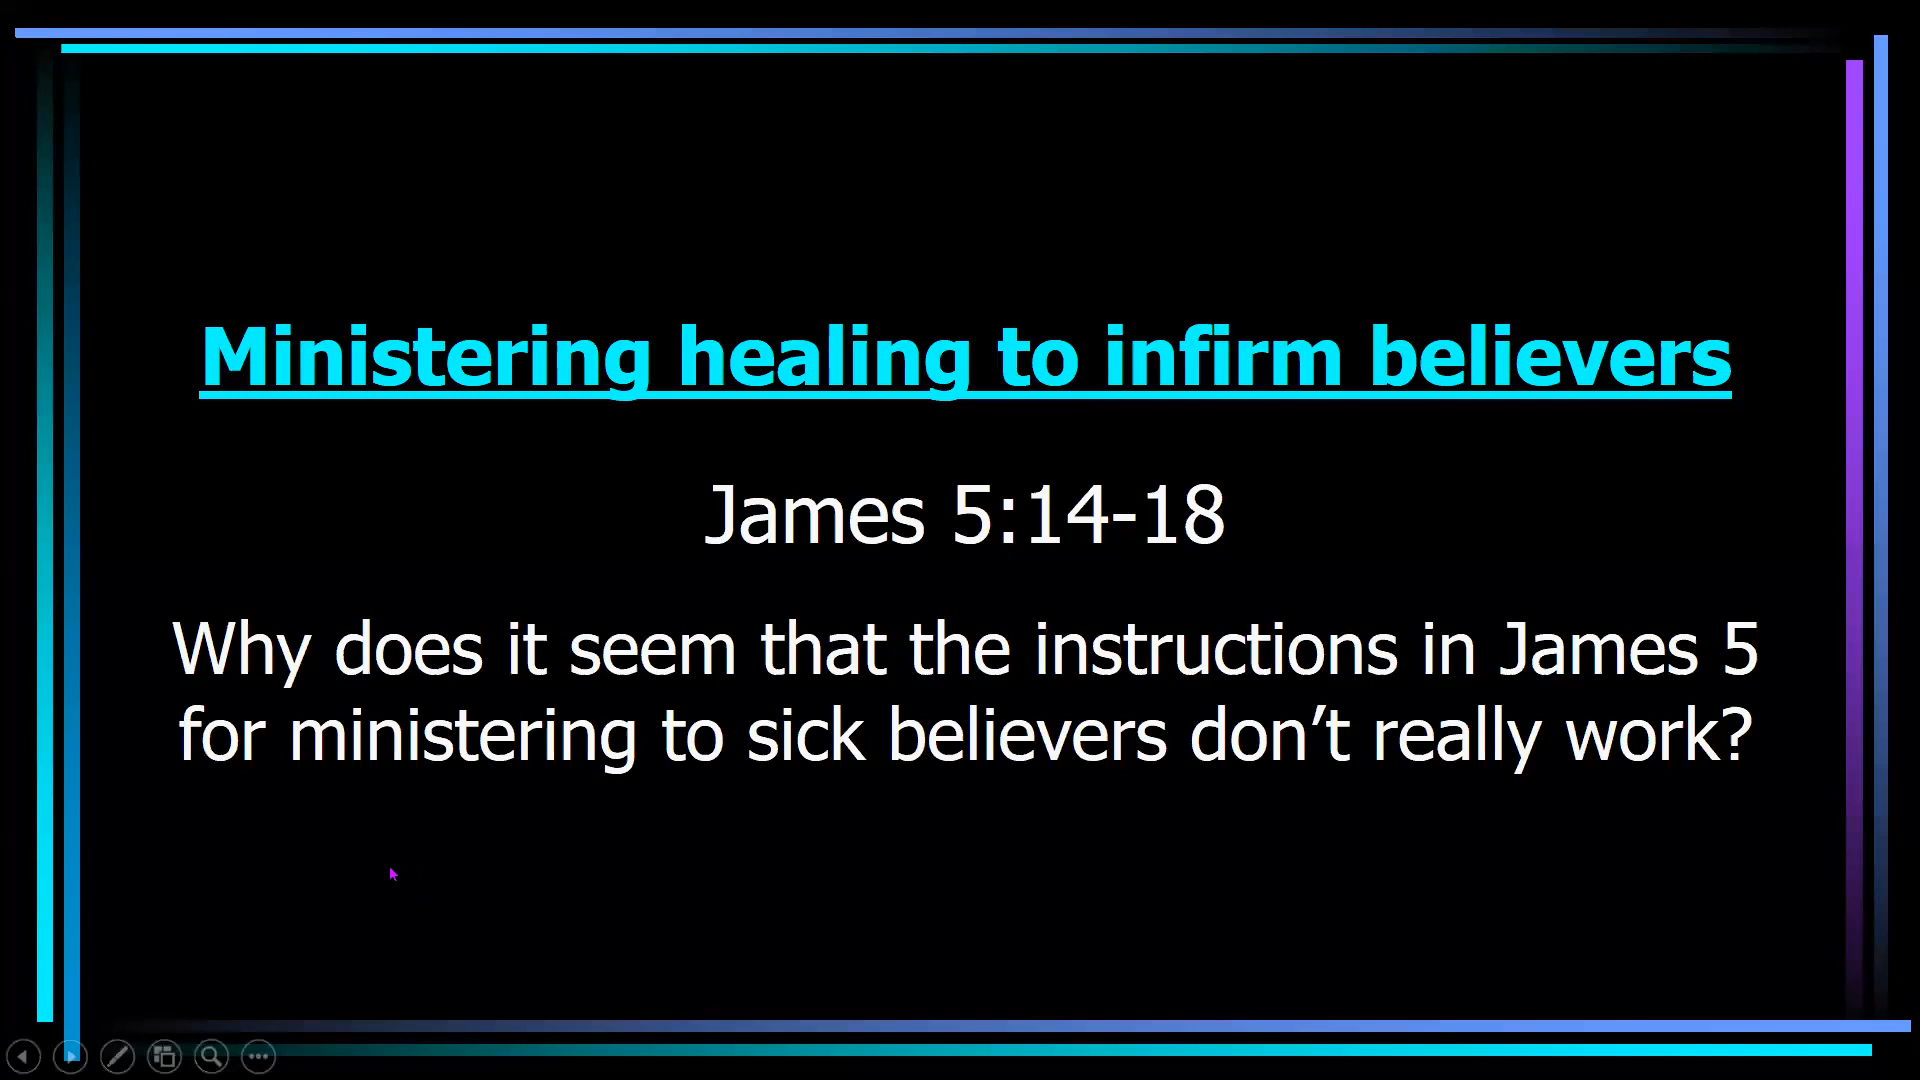 Ministering healing to infirm believers
James 5:14-18
Why does it seem that the instructions in James 5
for ministering to sick believers don’t really work?